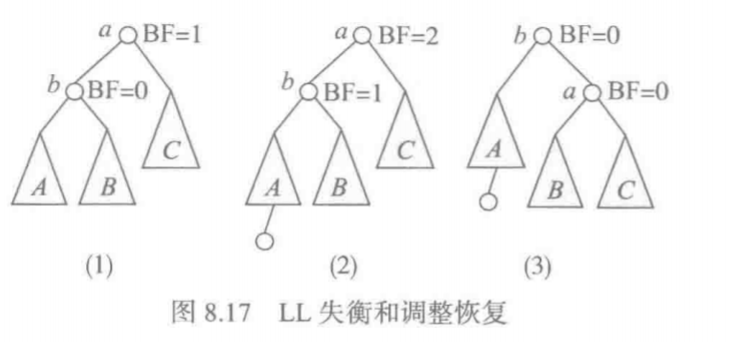 a BF=1
b BF=0
A B C
(1)
a BF=2
b BF=1
A B C
(2)
b BF=0
a BF=0
A B C
(3)
图 8.17 LL 失衡和调整恢复